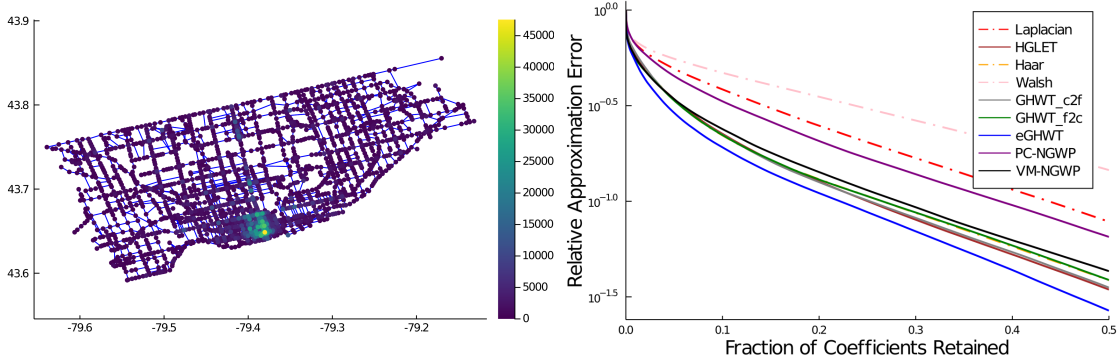 43.9
43.8
43.7
43.6
-79.6
-79.5
-79.4
-79.3
-79.2
45000
40000
35000
30000
25000
20000
15000
10000
5000
0
Relative Approximation Error
10^0.0
10^-0.5
10^-1.0
10^-1.5
0.0
0.1
0.2
0.3
0.4
0.5
Fraction of Coefficients Retained
Laplacian
HGLET
Haar
Walsh
GHWT_c2f
GHWT_f2c
eGHWT
PC-NGWP
VM-NGWP